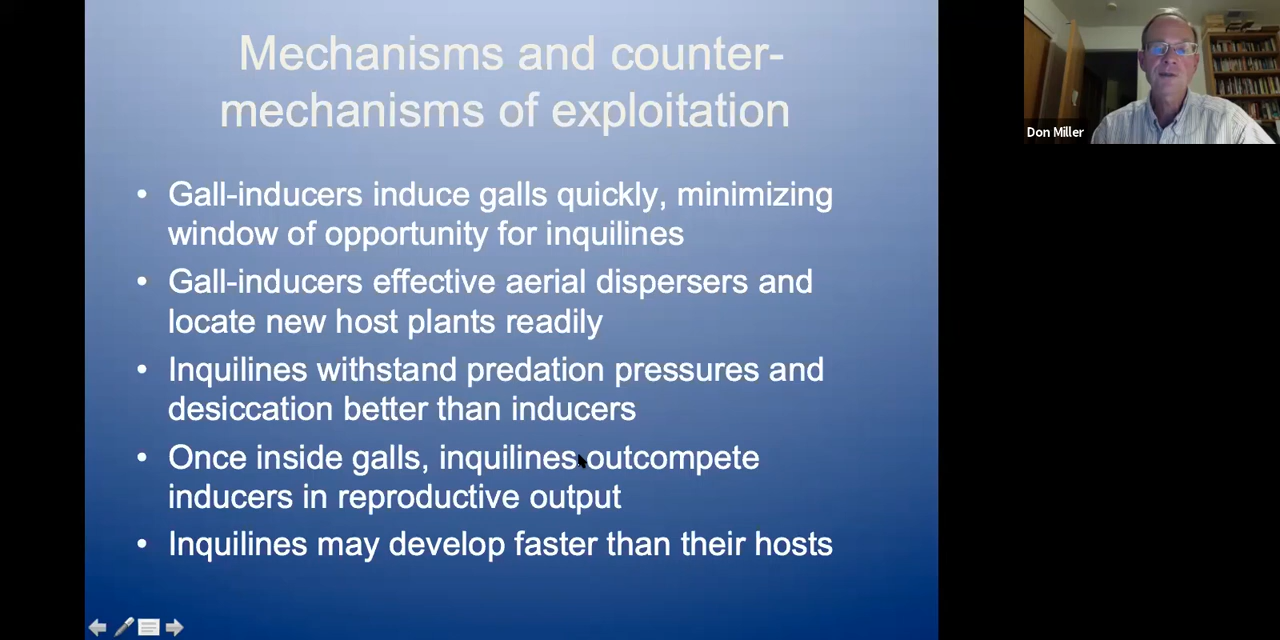 Mechanisms and counter-
mechanisms of exploitation
• Gall-inducers induce galls quickly, minimizing
window of opportunity for inquilines
• Gall-inducers effective aerial dispersers and
locate new host plants readily
• Inquilines withstand predation pressures and
desiccation better than inducers
• Once inside galls, inquilines outcompete
inducers in reproductive output
• Inquilines may develop faster than their hosts
Don Miller